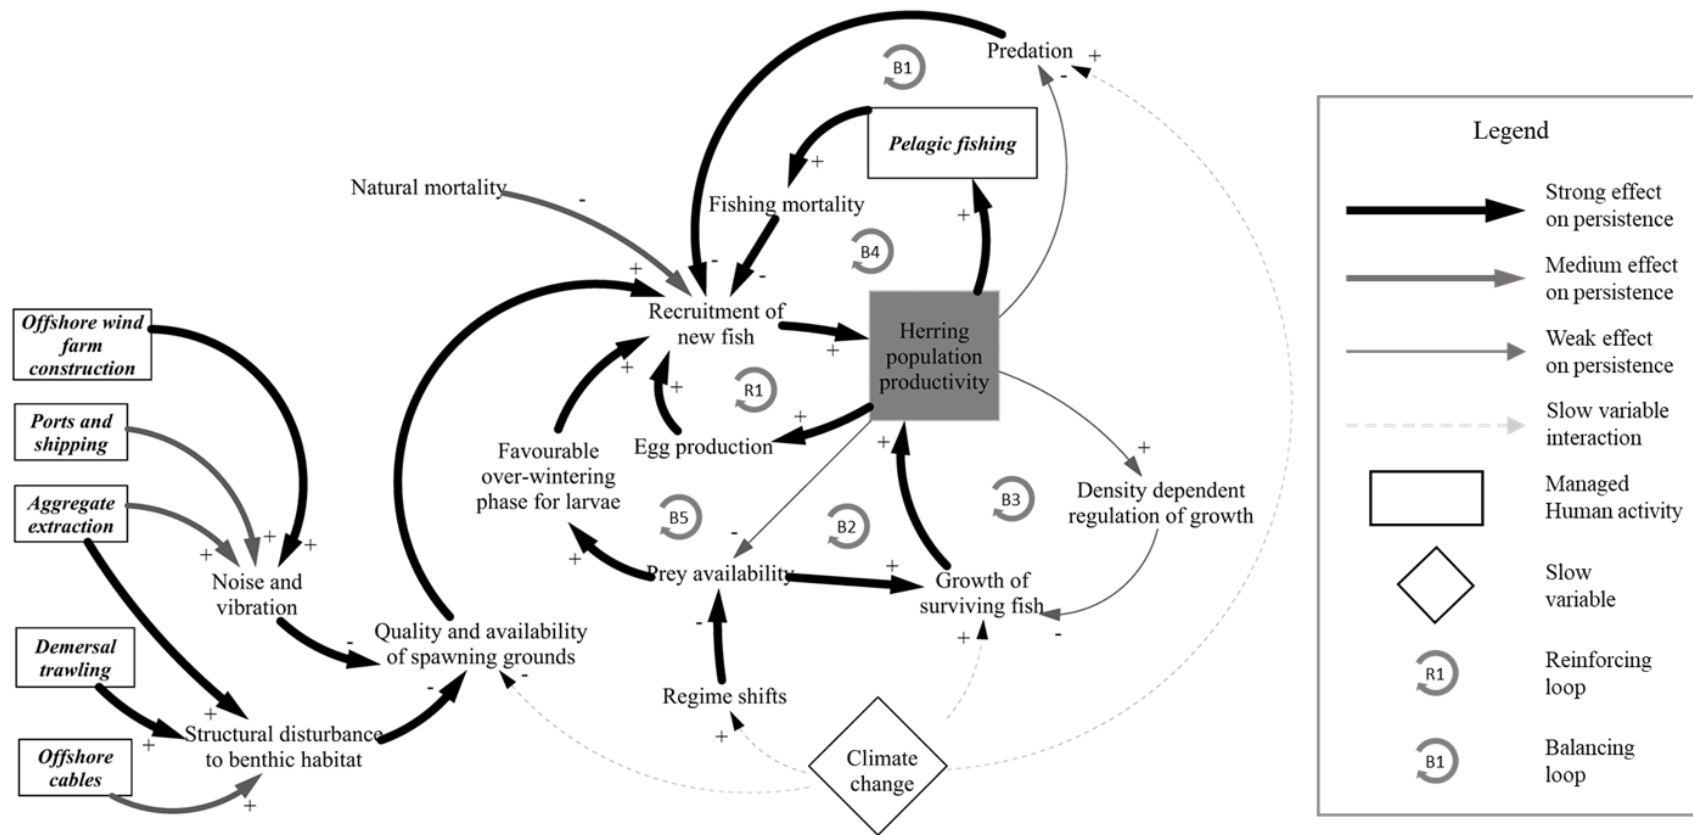 Predation
+
-
B1
Pelagic fishing
+
Natural mortality
-
Fishing mortality
+
B4
+
-
-
Recruitment of
new fish
+
Herring
population
productivity
Offshore wind
farm
construction
+
R1
+
+
+
Egg production
Ports and
shipping
Favourable
over-wintering
phase for larvae
+
Density dependent
regulation of growth
B3
Aggregate
extraction
B5
B2
-
+
+
+
+
+
Noise and
vibration
Prey availability
Growth of
surviving fish
-
-
+
Quality and availability
of spawning grounds
-
-
-
Demersal
trawling
Regime shifts
+
+
+
Structural disturbance
to benthic habitat
Offshore
cables
+
Climate
change
Legend
Strong effect
on persistence
Medium effect
on persistence
Weak effect
on persistence
Slow variable
interaction
Managed
Human activity
Slow
variable
R1
Reinforcing
loop
B1
Balancing
loop